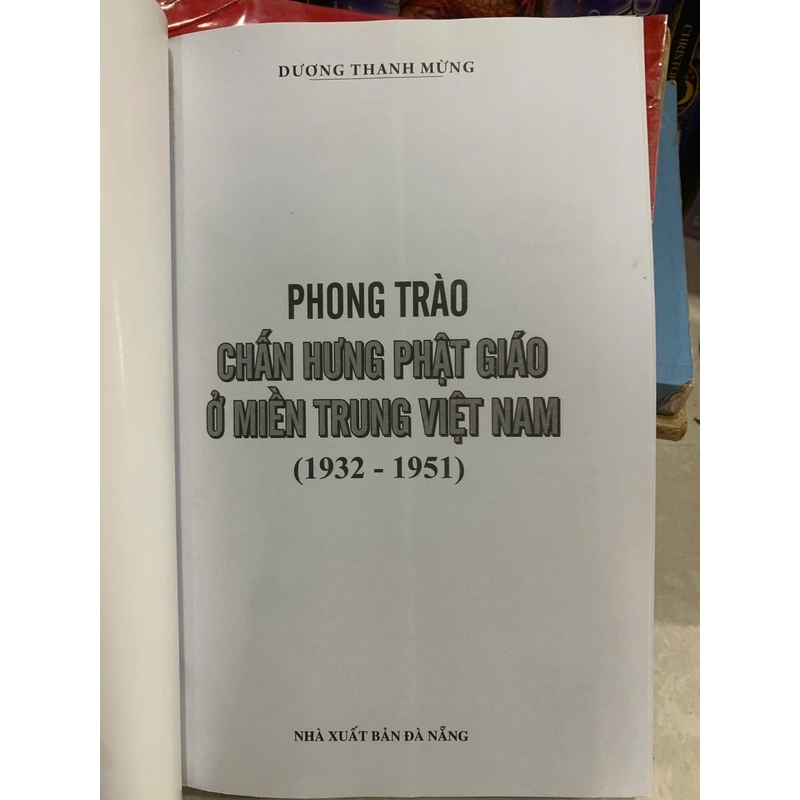 DƯƠNG THANH MỪNG
PHONG TRÀO
CHẤN HƯNG PHẬT GIÁO
Ở MIỀN TRUNG VIỆT NAM
(1932 - 1951)
NHÀ XUẤT BẢN ĐÀ NẴNG